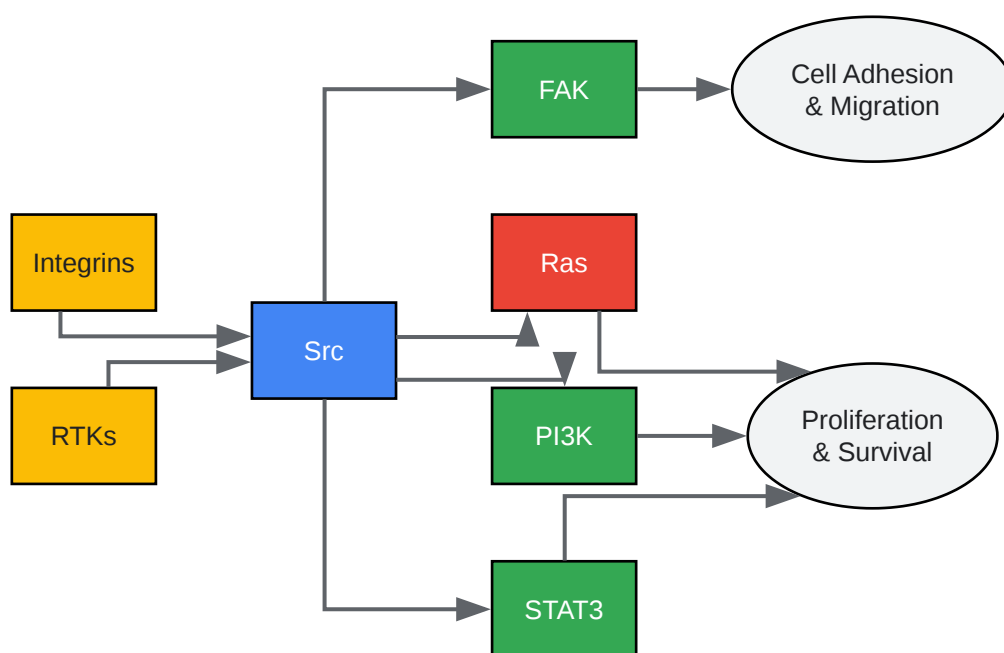 FAK
Cell Adhesion
& Migration
Integrins
Ras
Src
RTKs
PI3K
Proliferation
& Survival
STAT3